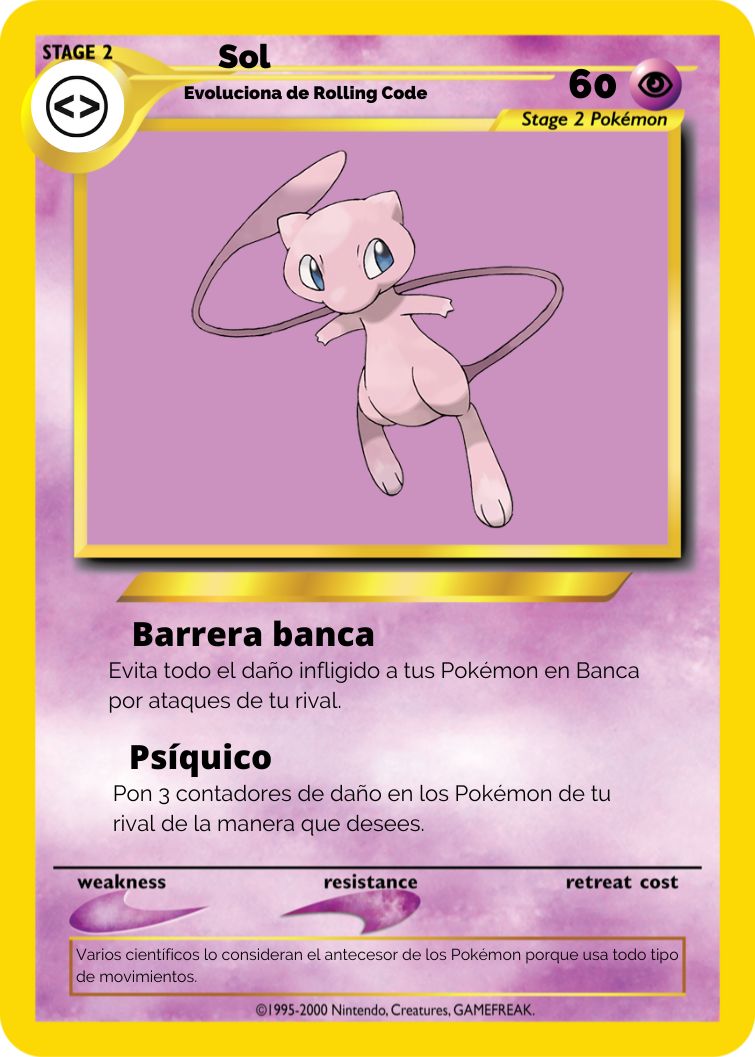 STAGE 2
Sol
<>
Evoluciona de Rolling Code
60
Stage 2 Pokémon
Barrera banca
Evita todo el daño infligido a tus Pokémon en Banca
por ataques de tu rival.
Psíquico
Pon 3 contadores de daño en los Pokémon de tu
rival de la manera que desees.
weakness resistance retreat cost
Varios científicos lo consideran el antecesor de los Pokémon porque usa todo tipo
de movimientos.
©1995-2000 Nintendo, Creatures, GAMEFREAK.